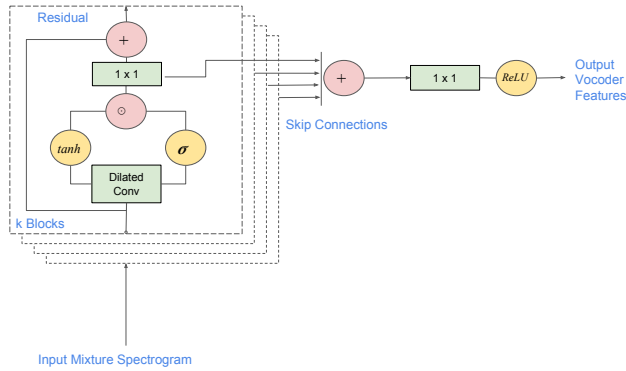 Residual
+
1 x 1
⊙
tanh
σ
Dilated
Conv
k Blocks
+
Skip Connections
1 x 1
ReLU
Output
Vocoder
Features
Input Mixture Spectrogram